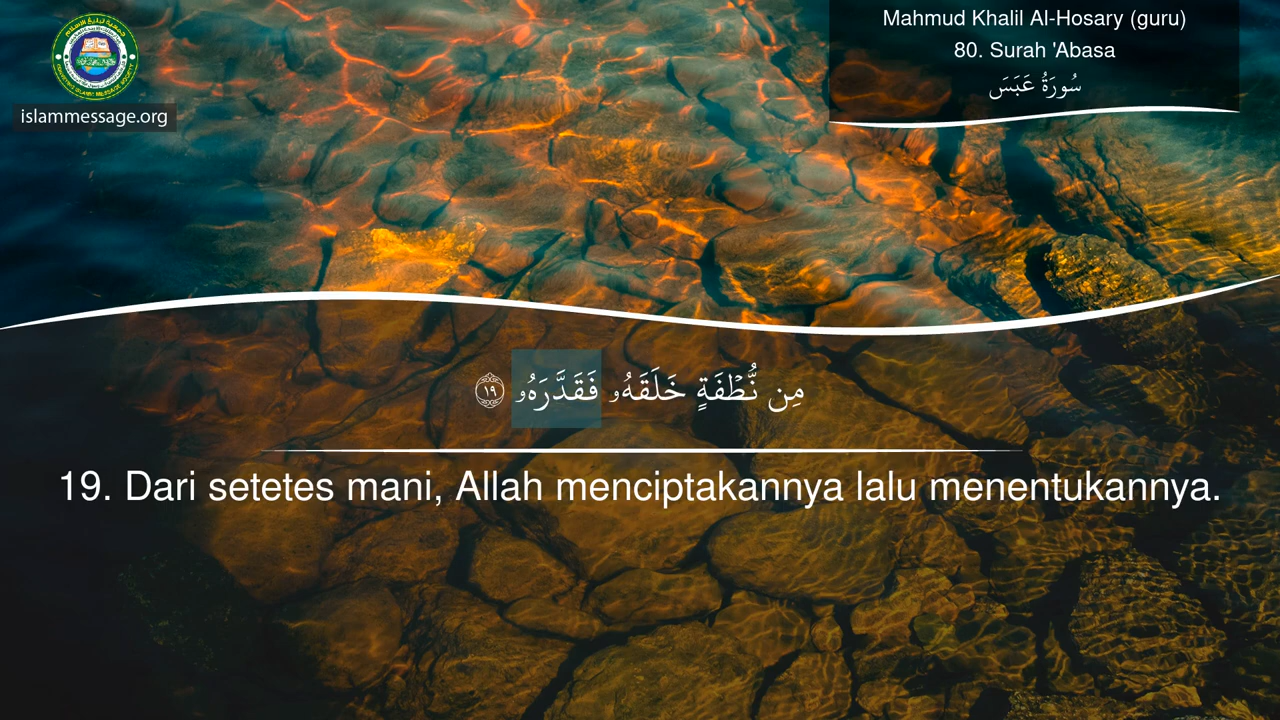 islammessage.org
Mahmud Khalil Al-Hosary (guru)
80. Surah 'Abasa
سُورَةُ عَبَسَ
مِن نُّطْفَةٍ خَلَقَهُۥ فَقَدَّرَهُۥ ١٩
19. Dari setetes mani, Allah menciptakannya lalu menentukannya.